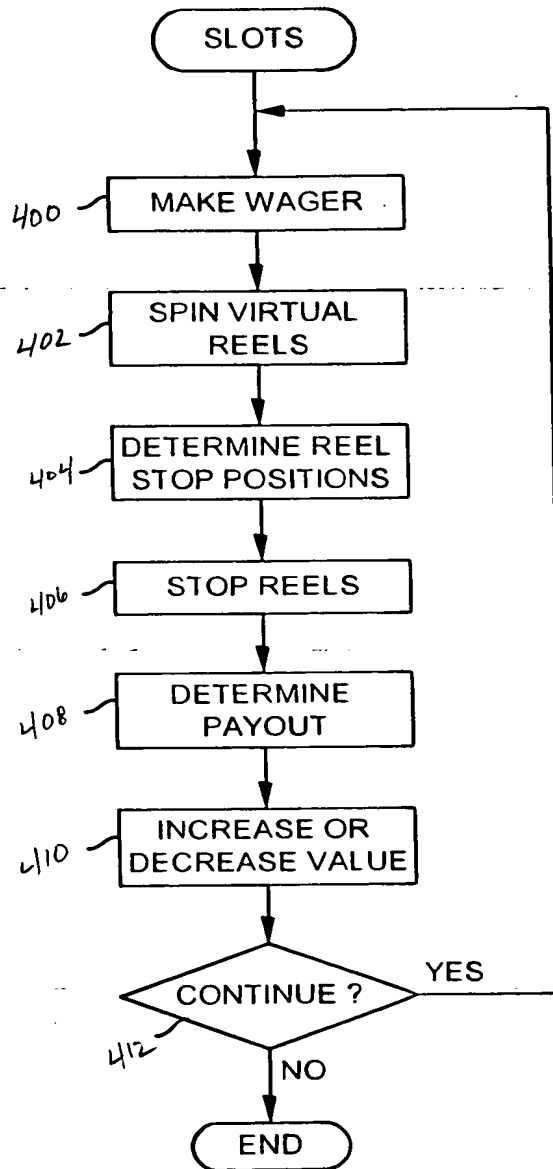 SLOTS
400
MAKE WAGER
402
SPIN VIRTUAL
REELS
404
DETERMINE REEL
STOP POSITIONS
406
STOP REELS
408
DETERMINE
PAYOUT
410
INCREASE OR
DECREASE VALUE
CONTINUE ?
YES
412
NO
END